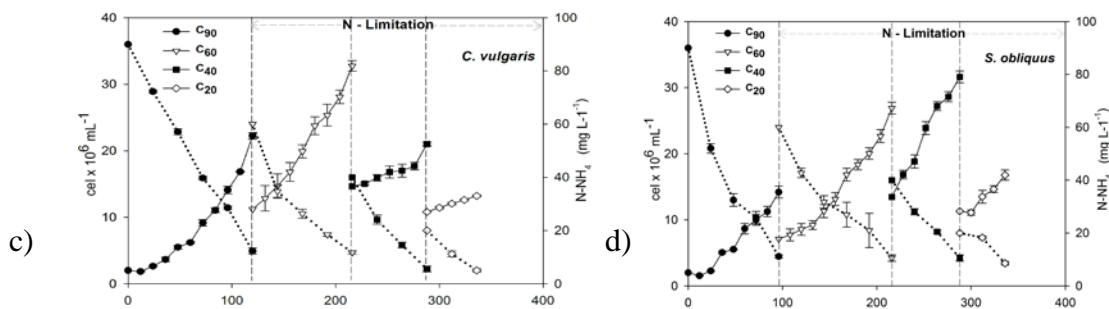 c)
40
30
20
10
0
cel x 10⁶ mL⁻¹
N - Limitation
C. vulgaris
C90
C60
C40
C20
100
80
60
40
20
0
N-NH₄ (mg L-1⁻¹)
0 100 200 300 400
d)
40
30
20
10
0
cel x 10⁶ mL⁻¹
N - Limitation
S. obliquus
C90
C60
C40
C20
100
80
60
40
20
0
N-NH₄ (mg L-1⁻¹)
0 100 200 300 400